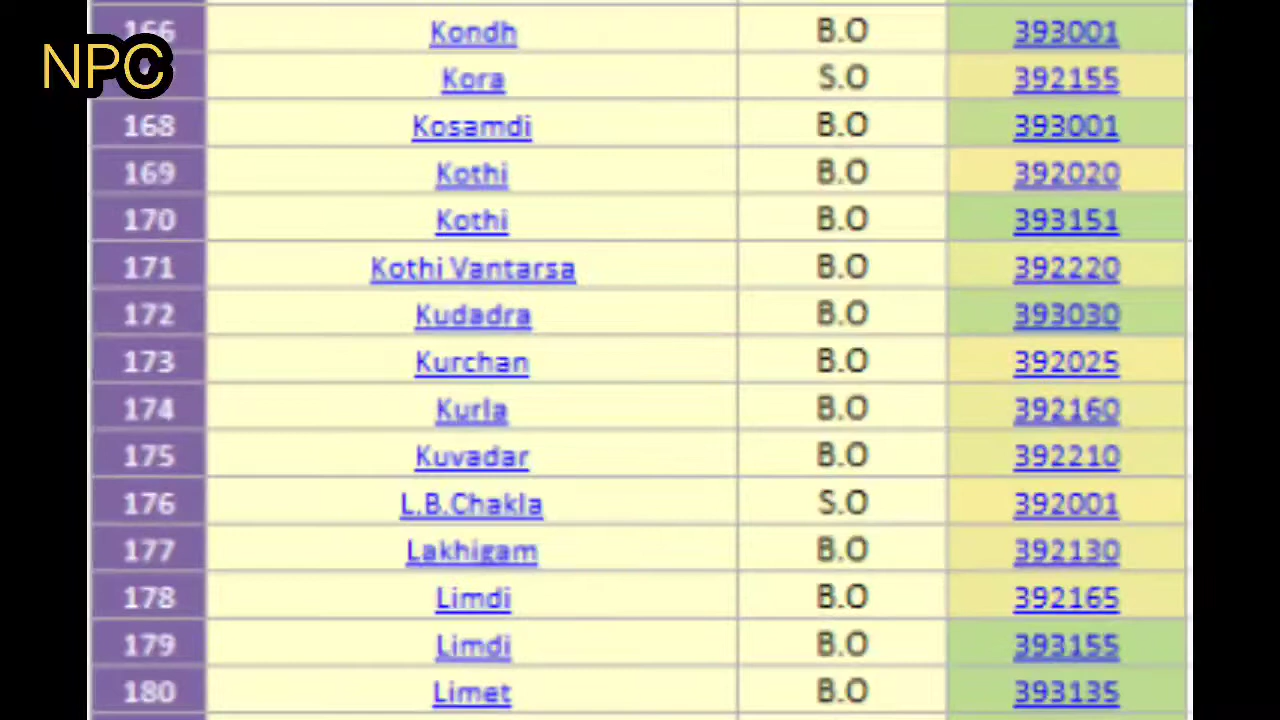 NPC
166 Kondh B.O 393001
Kora S.O 392155
168 Kosamdi B.O 393001
169 Kothi B.O 392020
170 Kothi B.O 393151
171 Kothi Vantarsa B.O 392220
172 Kudadra B.O 393030
173 Kurchan B.O 392025
174 Kurla B.O 392160
175 Kuvadar B.O 392210
176 L.B.Chakla S.O 392001
177 Lakhigam B.O 392130
178 Limdi B.O 392165
179 Limdi B.O 393155
180 Limet B.O 393135